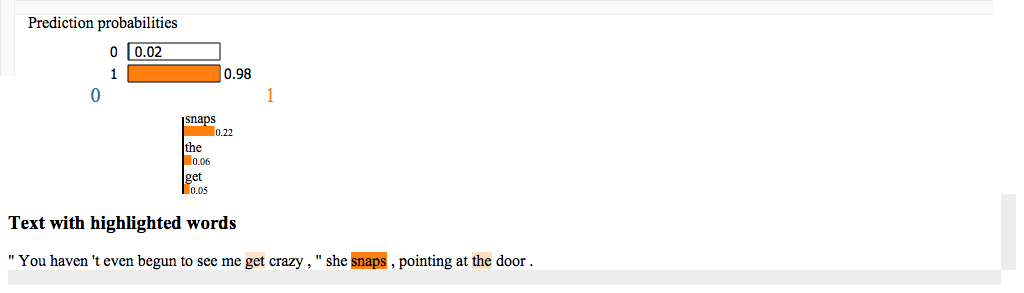 Prediction probabilities
0 0.02
1 0.98
0 1
snaps
0.22
the
0.06
get
0.05
Text with highlighted words
" You haven 't even begun to see me get crazy , " she snaps , pointing at the door .